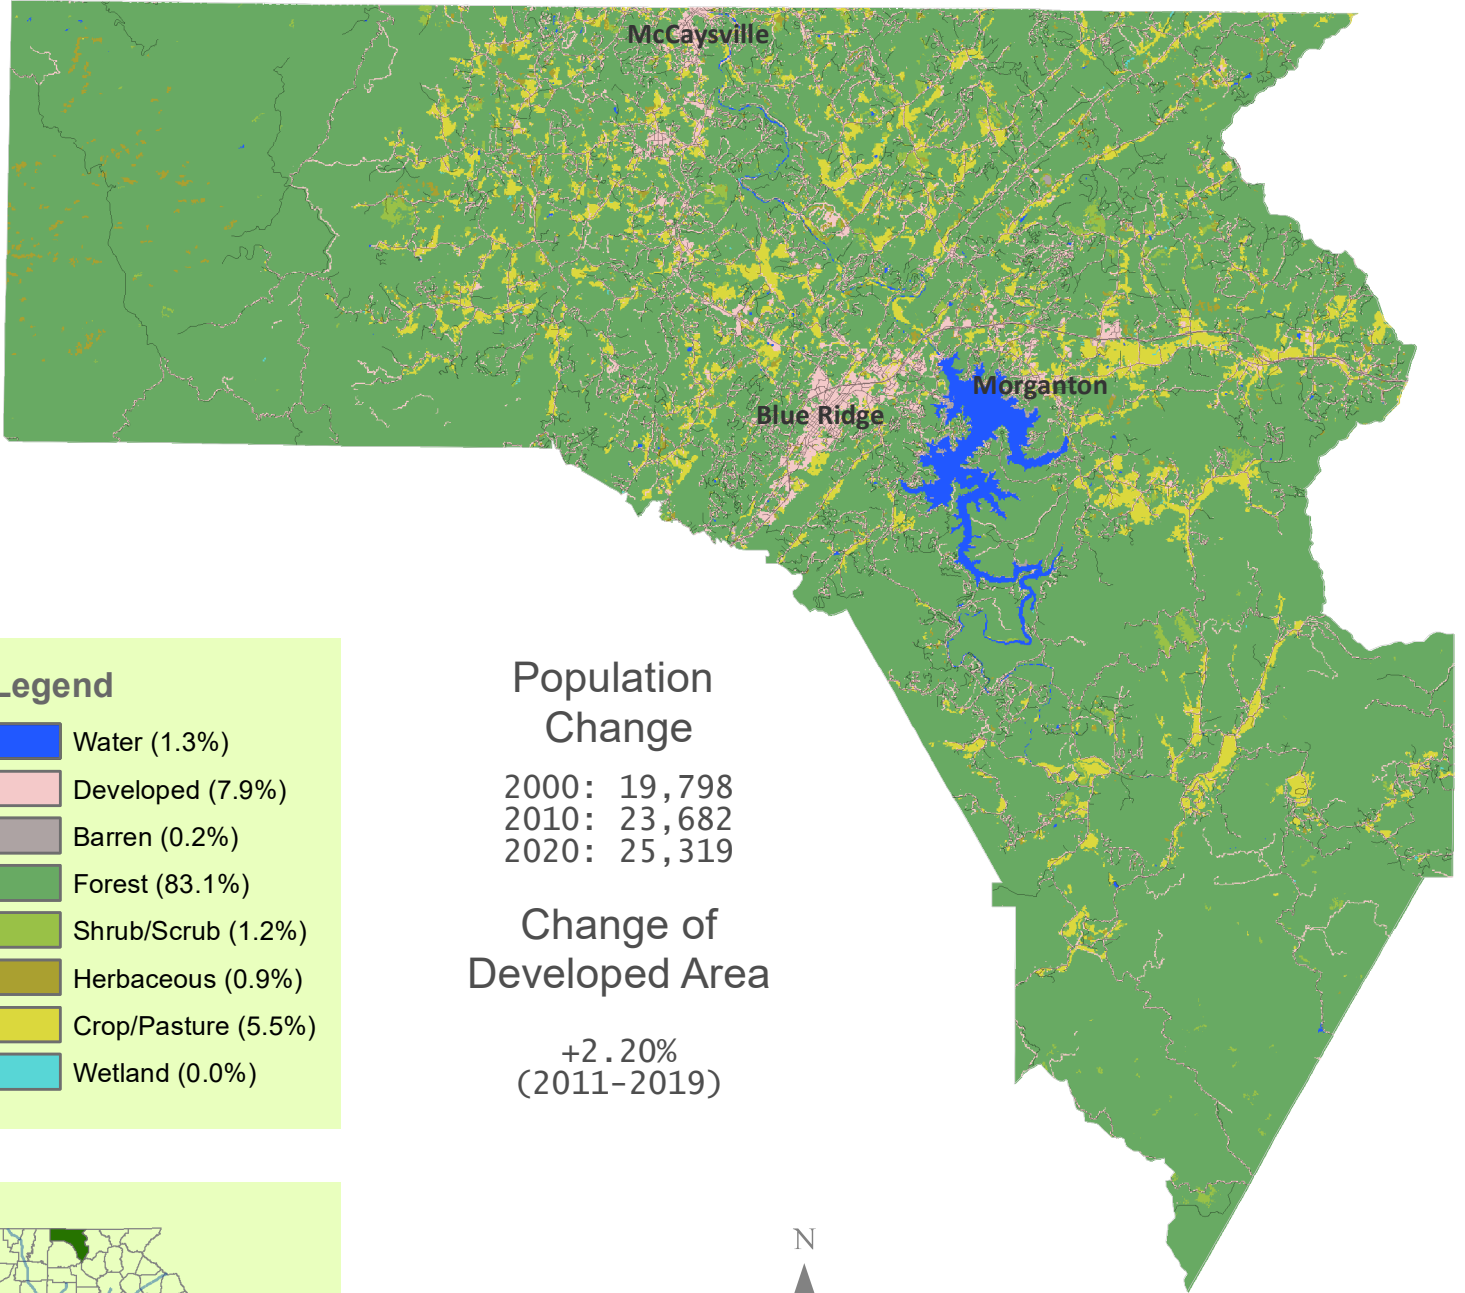 McCaysville
Morganton
Blue Ridge
Legend
Water (1.3%)
Developed (7.9%)
Barren (0.2%)
Forest (83.1%)
Shrub/Scrub (1.2%)
Herbaceous (0.9%)
Crop/Pasture (5.5%)
Wetland (0.0%)
Population
Change
2000: 19,798
2010: 23,682
2020: 25,319
Change of
Developed Area
+2.20%
(2011-2019)
N